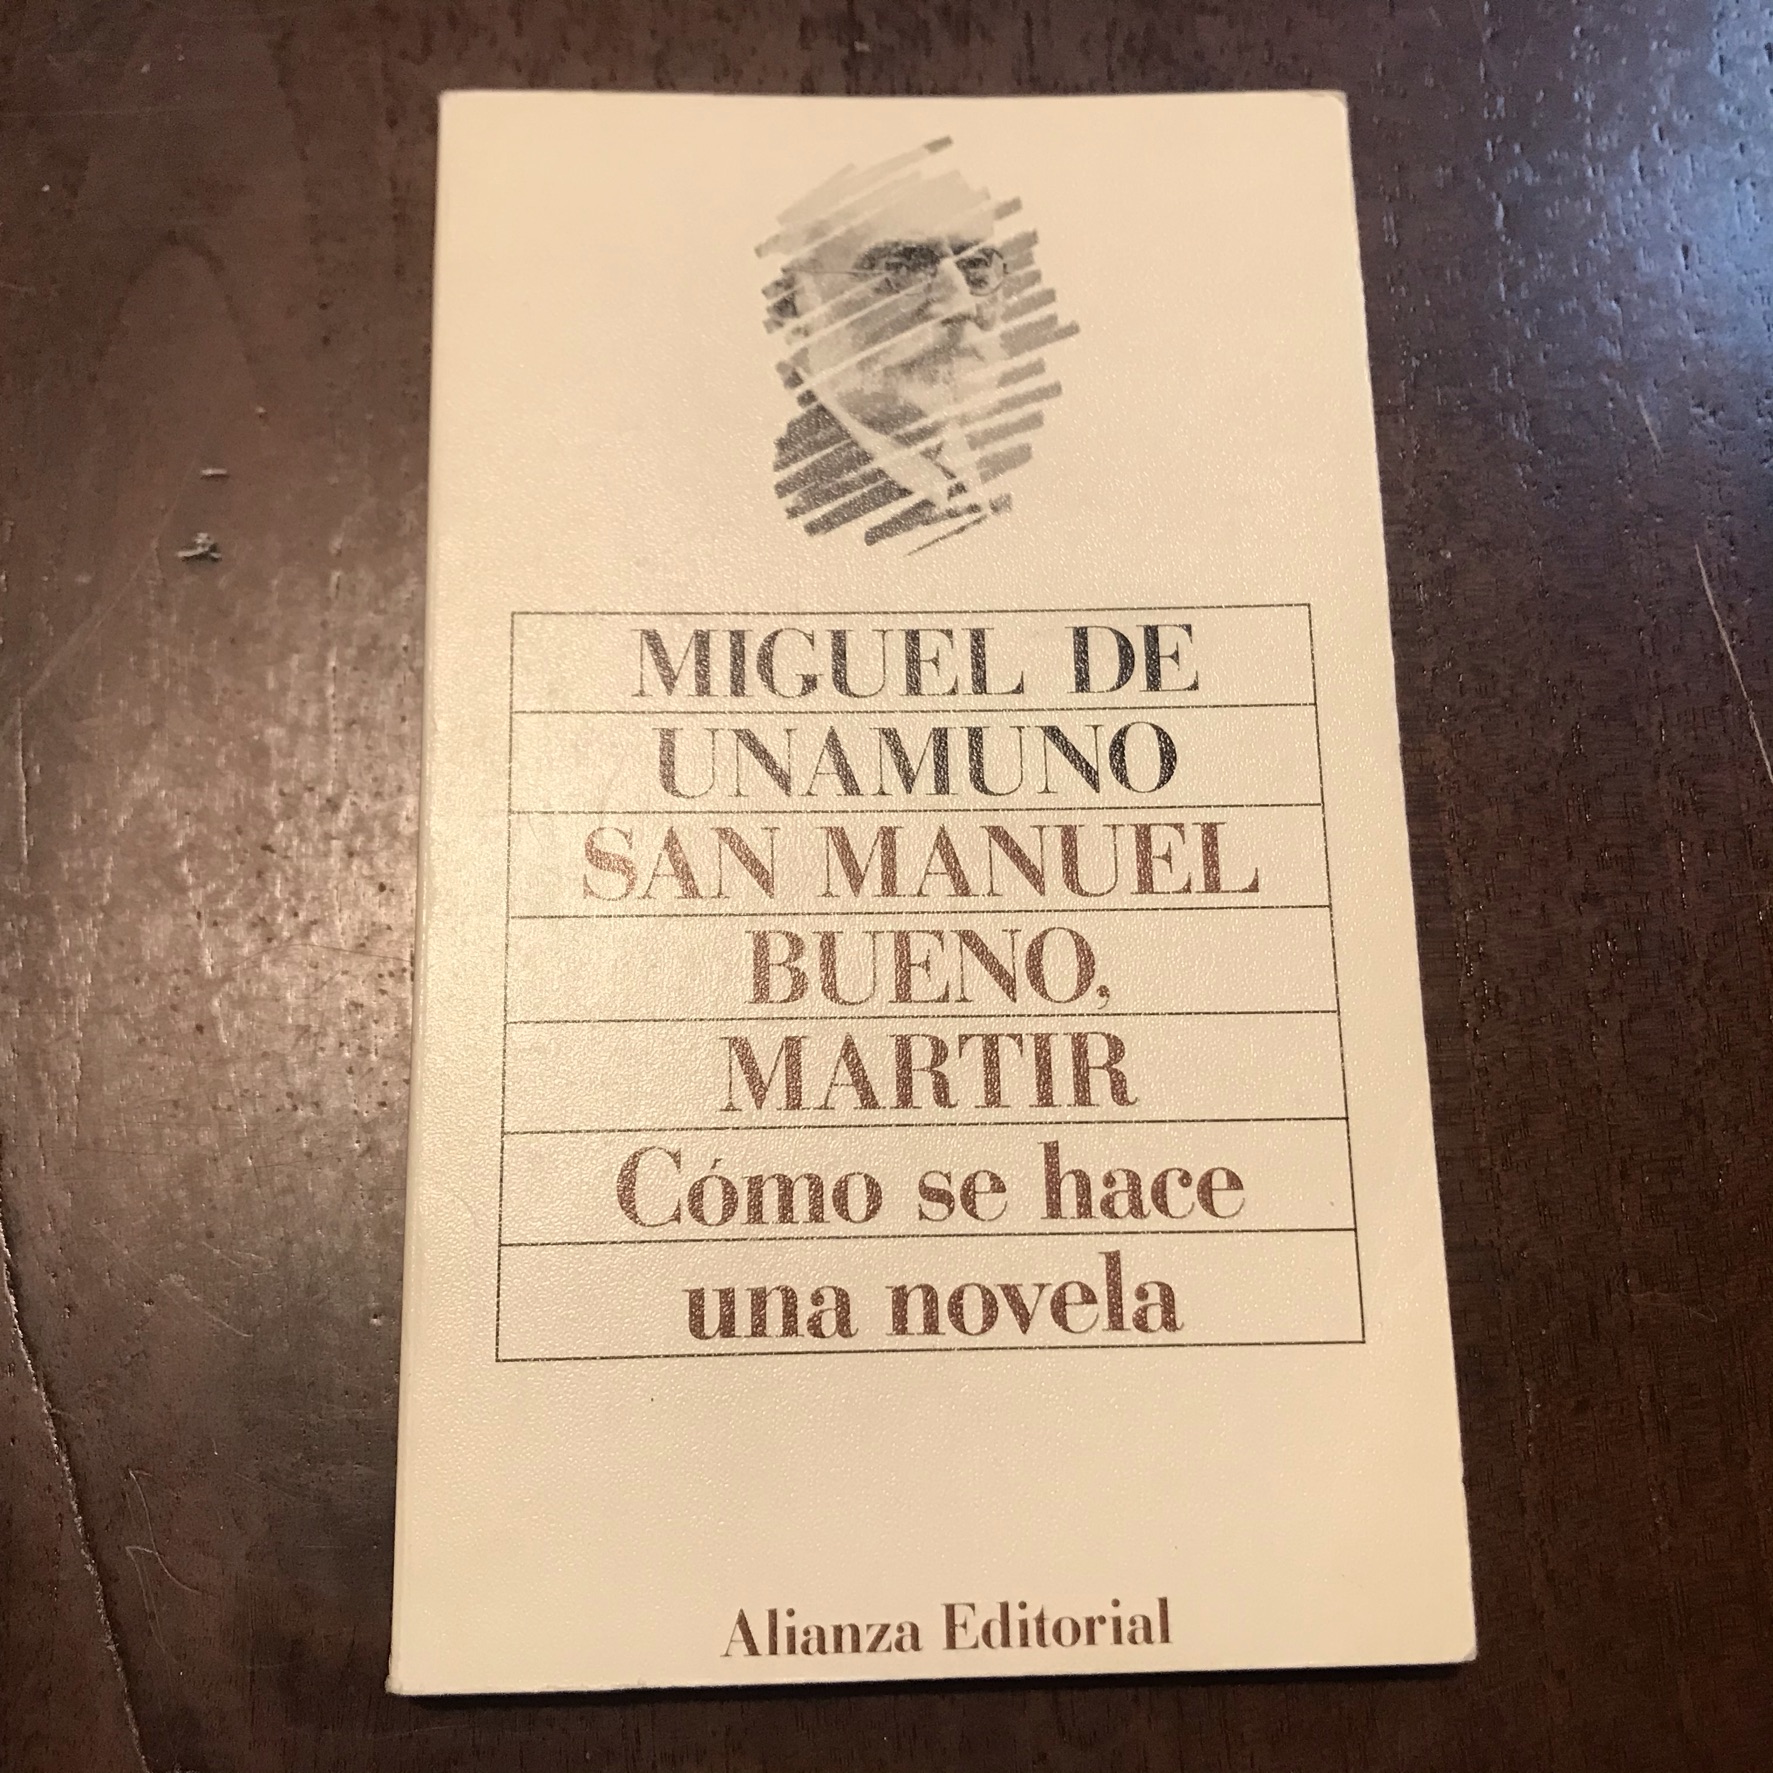 MIGUEL DE
UNAMUNO
SAN MANUEL
BUENO,
MARTIR
Cómo se hace
una novela
Alianza Editorial